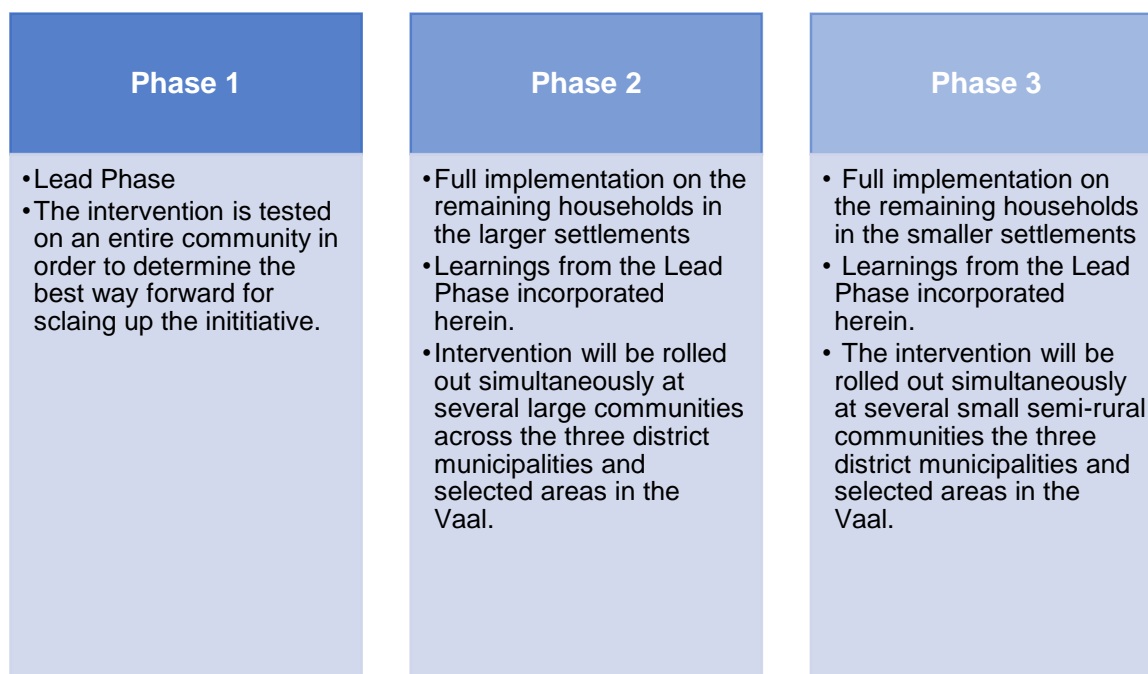 Phase 1
•Lead Phase
•The intervention is tested
on an entire community in
order to determine the
best way forward for
sclaing up the inititiative.
Phase 2
•Full implementation on the
remaining households in
the larger settlements
•Learnings from the Lead
Phase incorporated
herein.
•Intervention will be rolled
out simultaneously at
several large communities
across the three district
municipalities and
selected areas in the
Vaal.
Phase 3
• Full implementation on
the remaining households
in the smaller settlements
• Learnings from the Lead
Phase incorporated
herein.
• The intervention will be
rolled out simultaneously
at several small semi-rural
communities the three
district municipalities and
selected areas in the
Vaal.